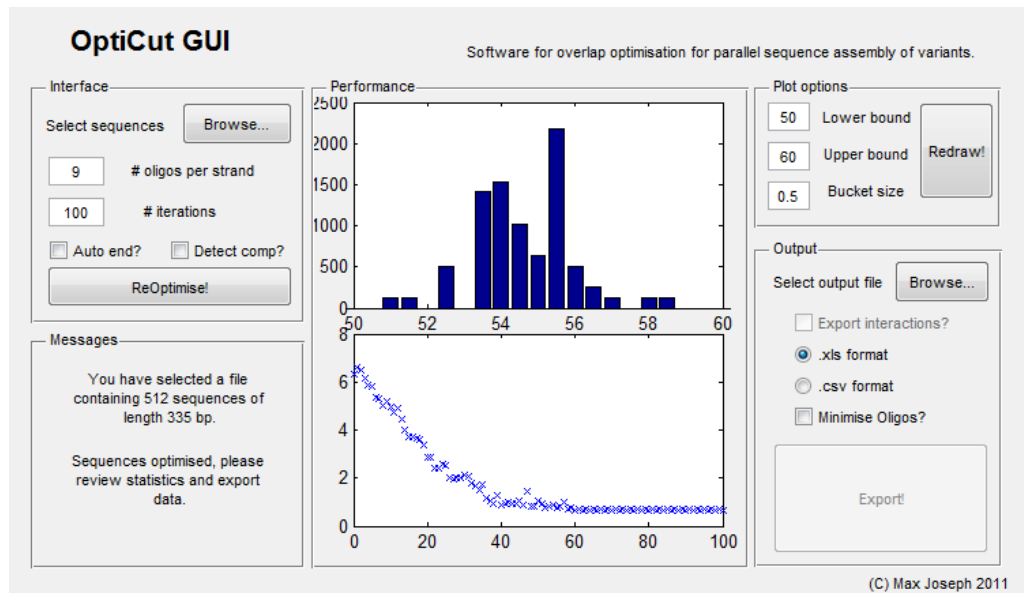 OptiCut GUI
Software for overlap optimisation for parallel sequence assembly of variants.
Interface
Select sequences
Browse...
9
# oligos per strand
100
# iterations
Auto end?
Detect comp?
ReOptimise!
Messages
You have selected a file
containing 512 sequences of
length 335 bp.
Sequences optimised, please
review statistics and export
data.
Performance
2500
2000
1500
1000
500
0
50 52 54 56 58 60
8
6
4
2
0
0 20 40 60 80 100
Plot options
50
Lower bound
60
Upper bound
0.5
Bucket size
Redraw!
Output
Select output file
Browse...
Export interactions?
.xls format
.csv format
Minimise Oligos?
Export!
(C) Max Joseph 2011